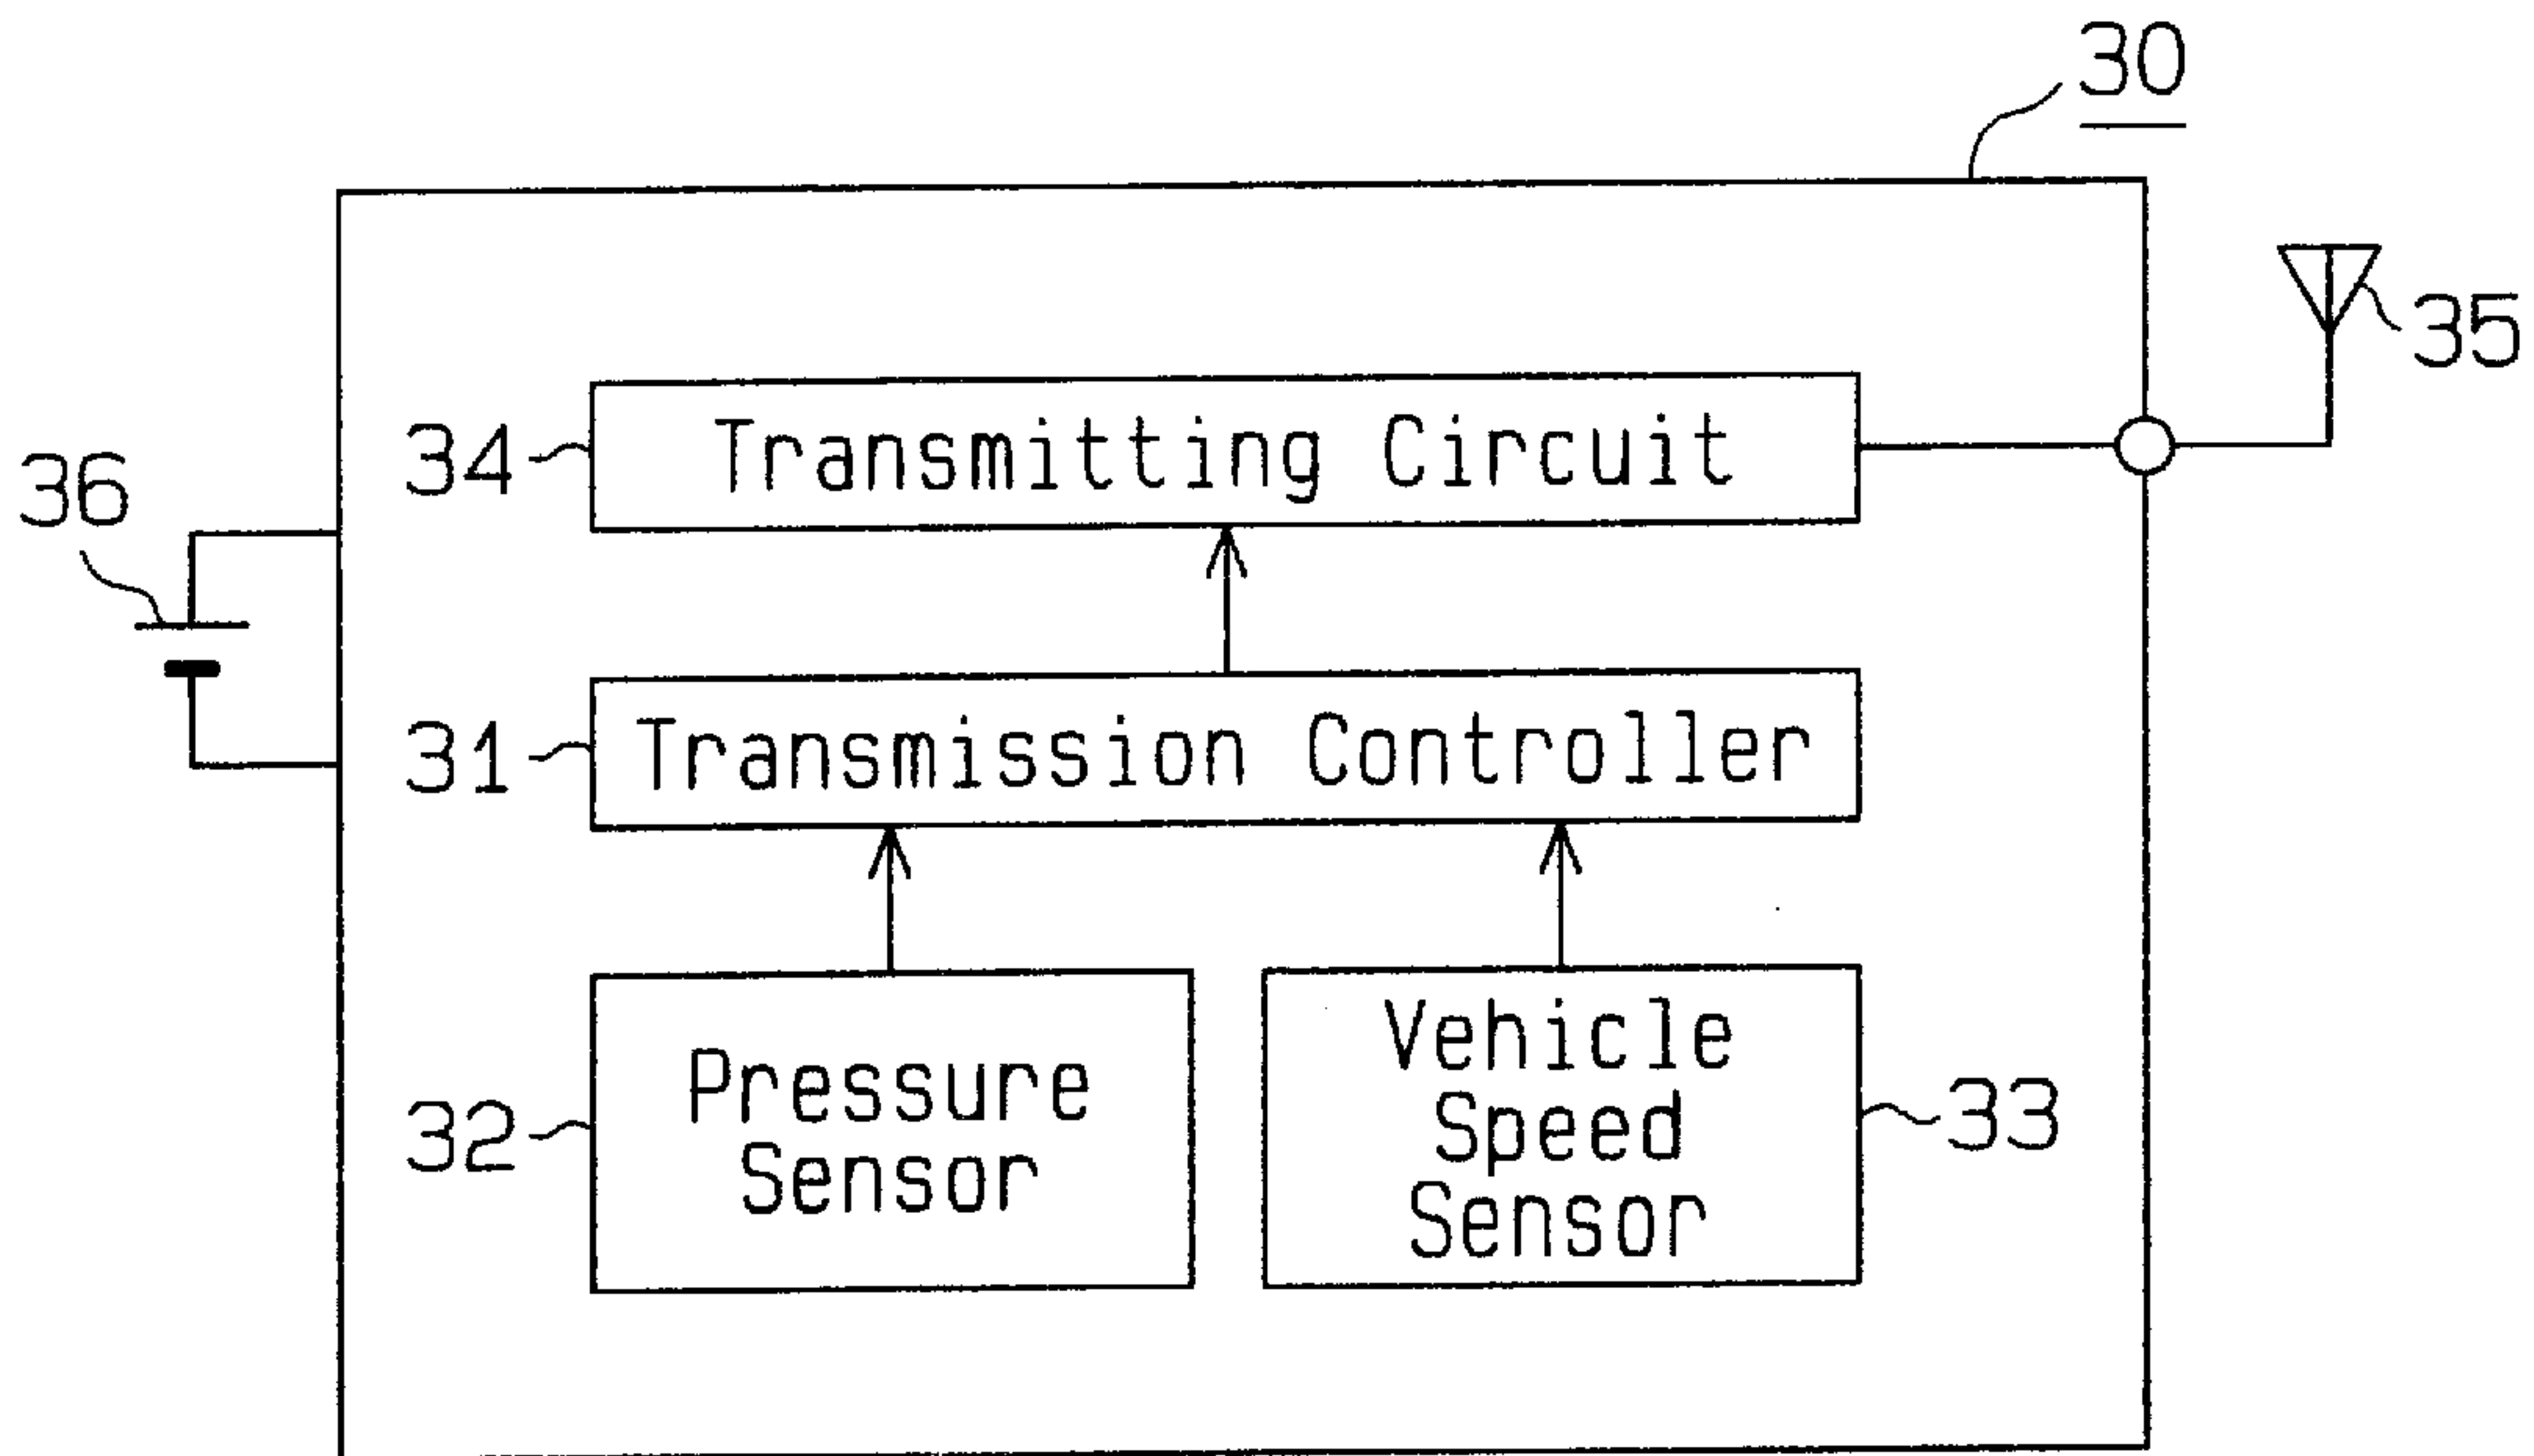 30
35
34
Transmitting Circuit
36
31
Transmission Controller
32
Pressure
Sensor
Vehicle
Speed
Sensor
33